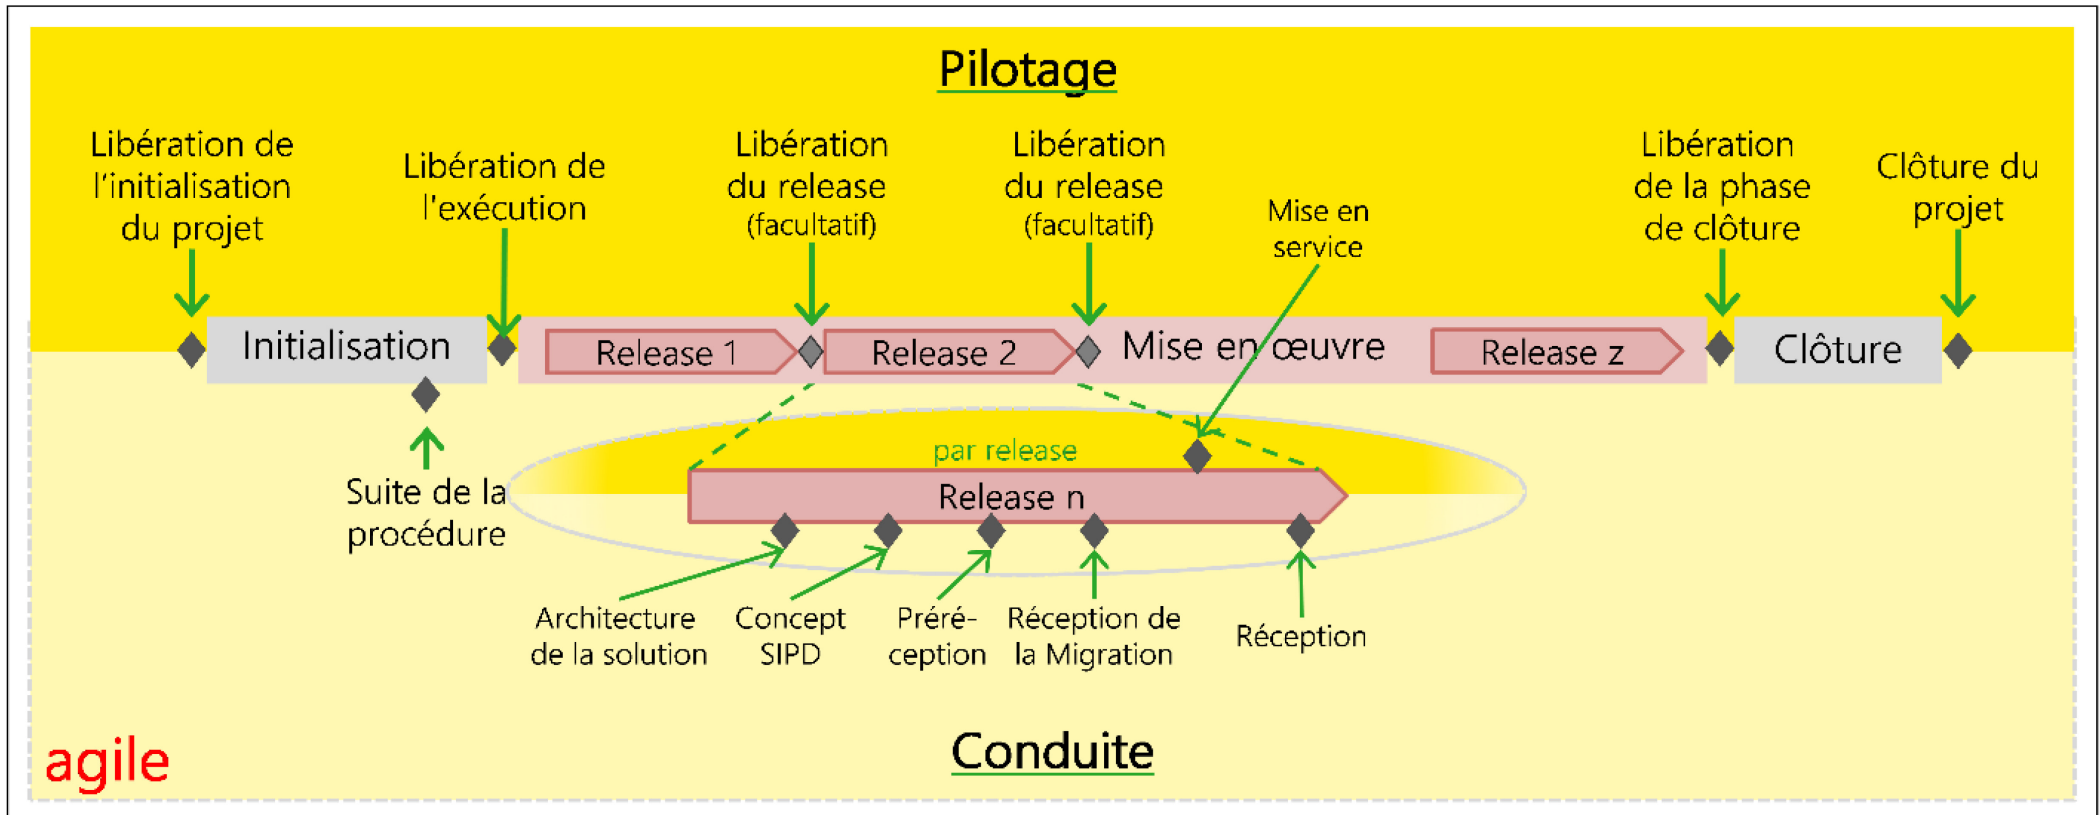 Pilotage
Libération de
l'initialisation
du projet
Libération de
l'exécution
Libération
du release
(facultatif)
Libération
du release
(facultatif)
Mise en
service
Libération
de la phase
de clôture
Clôture du
projet
Initialisation
Release 1
Release 2
Mise en œuvre
Release z
Clôture
Suite de la
procédure
par release
Release n
Architecture
de la solution
Concept
SIPD
Préré-
ception
Réception de
la Migration
Réception
agile
Conduite